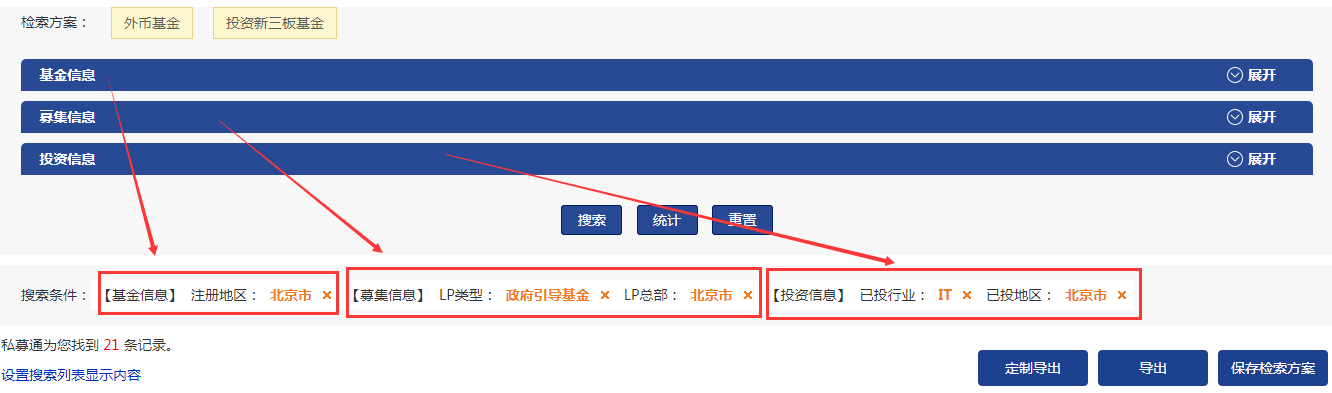 检索方案： 外币基金 投资新三板基金
基金信息 展开
募集信息 展开
投资信息 展开
搜索 统计 重置
搜索条件： 【基金信息】 注册地区： 北京市 × 【募集信息】 LP类型： 政府引导基金 × LP总部： 北京市 × 【投资信息】 已投行业： IT × 已投地区： 北京市 ×
私募通为您找到 21 条记录。
设置搜索列表显示内容 定制导出 导出 保存检索方案